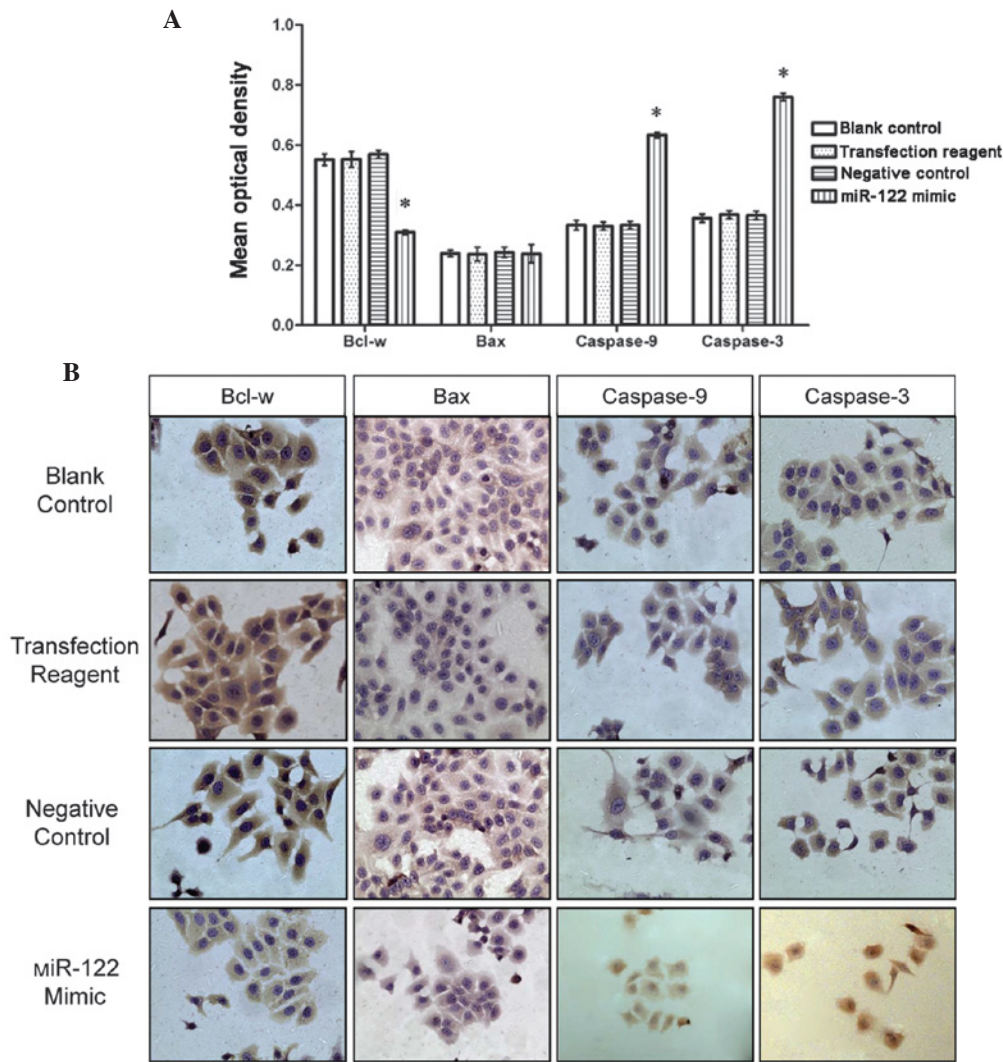 A
Mean optical density
1.0
0.8
0.6
0.4
0.2
0.0
*
*
*
Bcl-w
Bax
Caspase-9
Caspase-3
Blank control
Transfection reagent
Negative control
miR-122 mimic
B
Bcl-w
Bax
Caspase-9
Caspase-3
Blank
Control
Transfection
Reagent
Negative
Control
MiR-122
Mimic